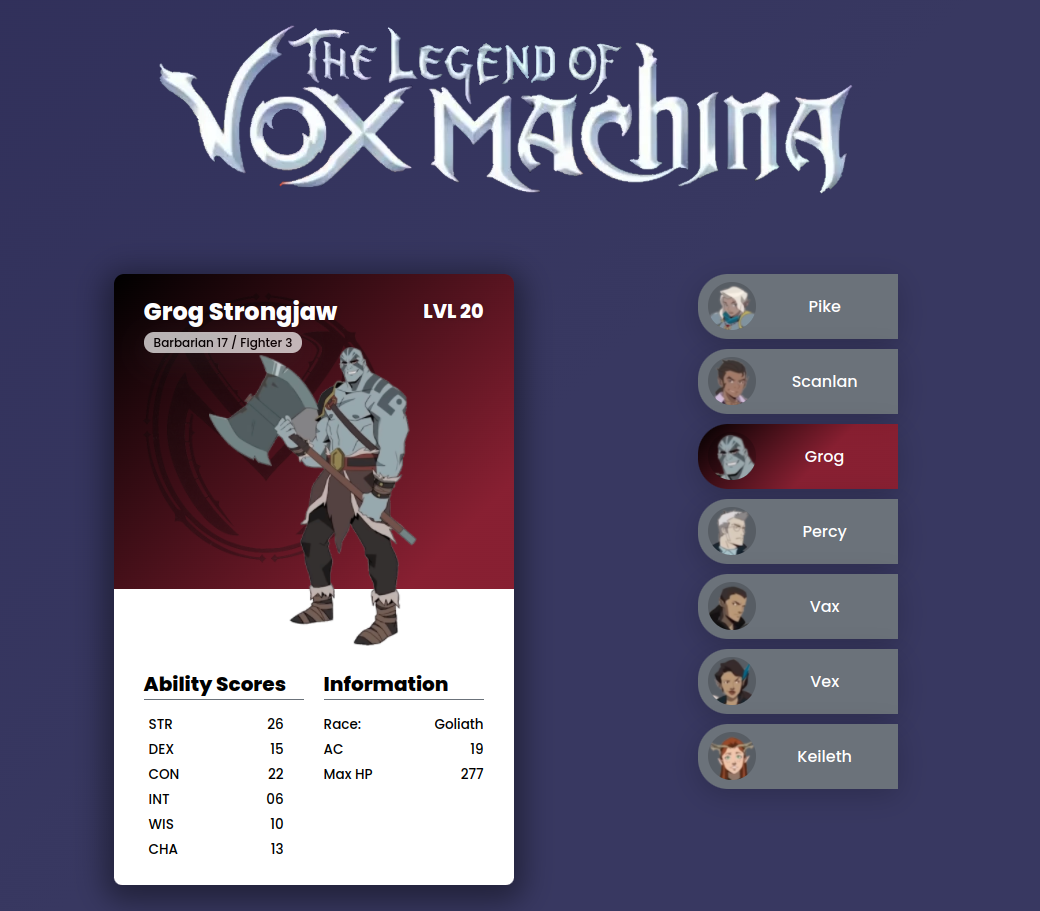 THE LEGEND OF
VOX MACHINA
Grog Strongjaw
LVL 20
Barbarian 17 / Fighter 3
Ability Scores
STR 26
DEX 15
CON 22
INT 06
WIS 10
CHA 13
Information
Race: Goliath
AC 19
Max HP 277
Pike
Scanlan
Grog
Percy
Vax
Vex
Keileth